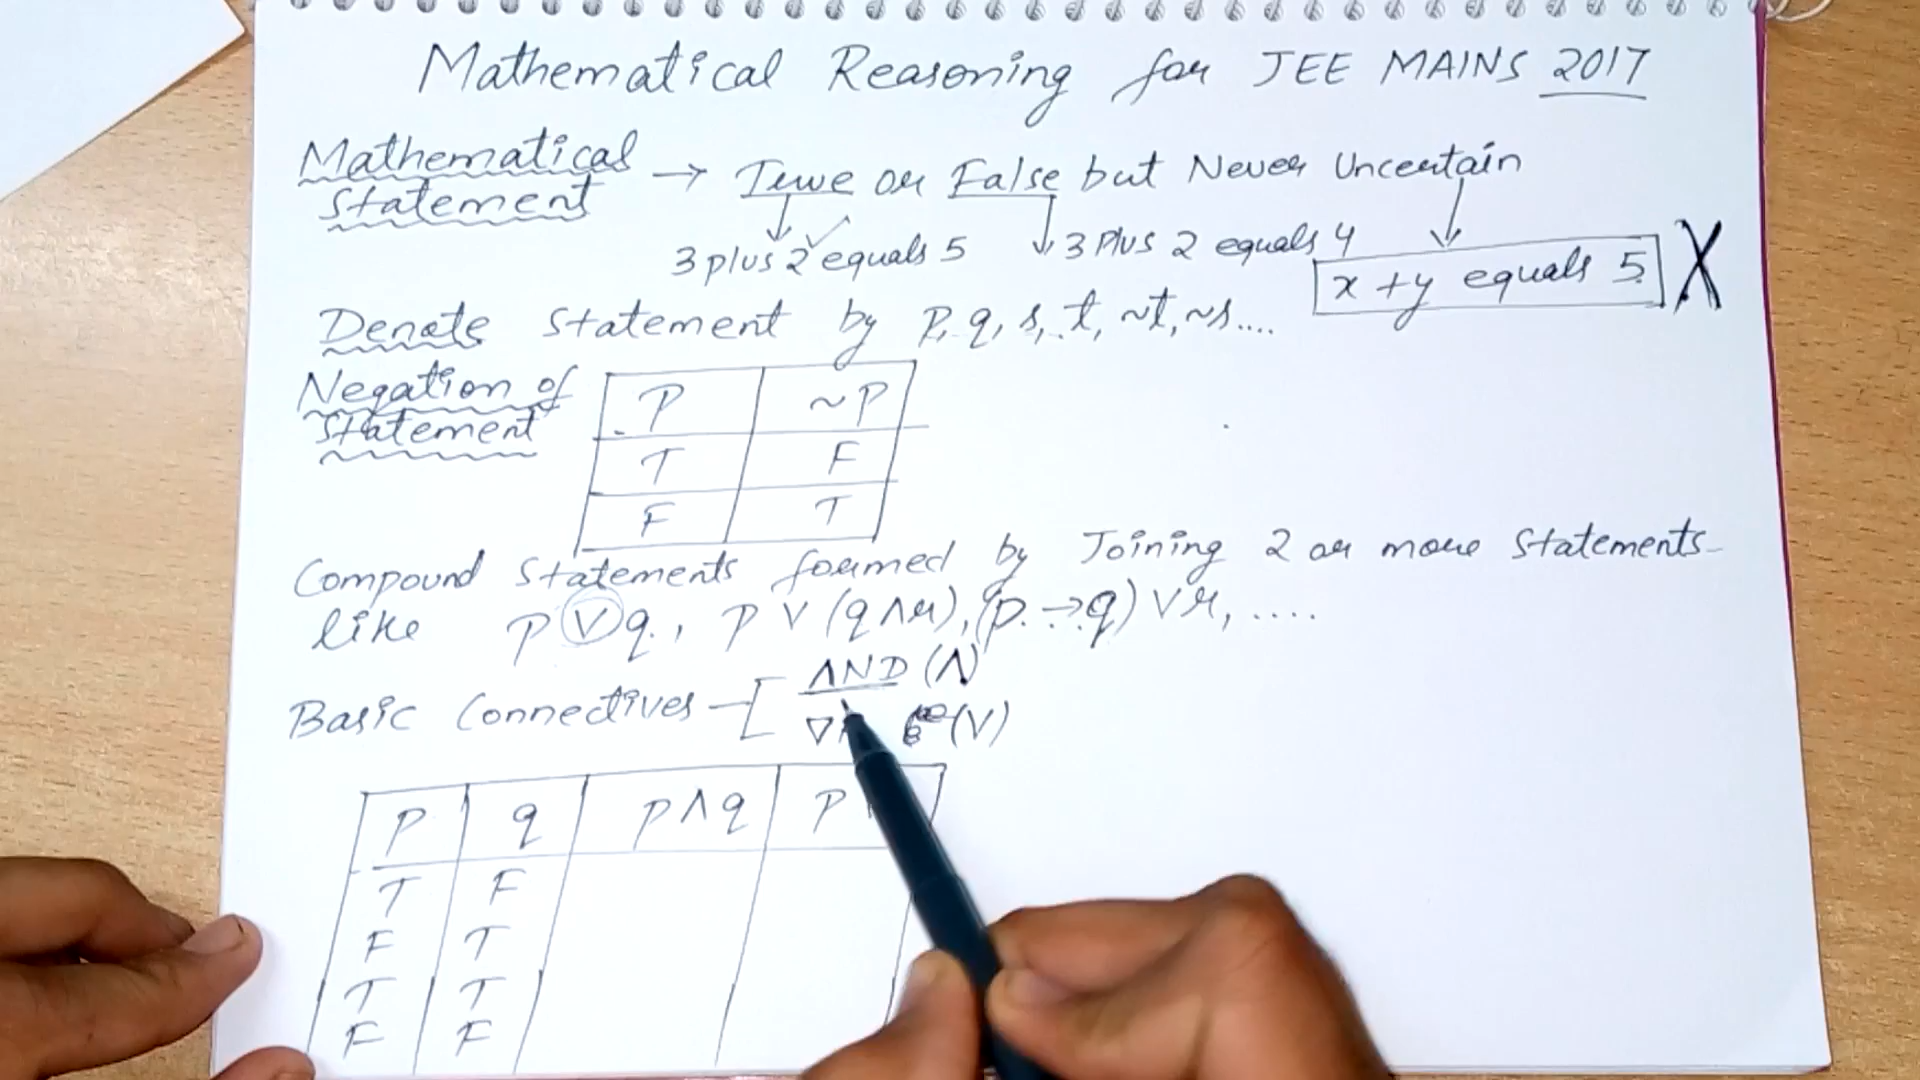 Mathematical Reasoning for JEE MAINS 2017
Mathematical Statement → True or False but Never Uncertain
3 plus 2 equals 5
3 Plus 2 equals 4
x + y equals 5 X
Denote Statement by p, q, s, t, ~t, ~s....
Negation of Statement
P ~P
T F
F T
Compound Statements formed by Joining 2 or more Statements
like p ∨ q, p ∨ (q ∧ r), (p → q) ∨ r, ....
Basic Connectives
AND (∧)
(∨)
P q p ∧ q p
T F
F T
T T
F F